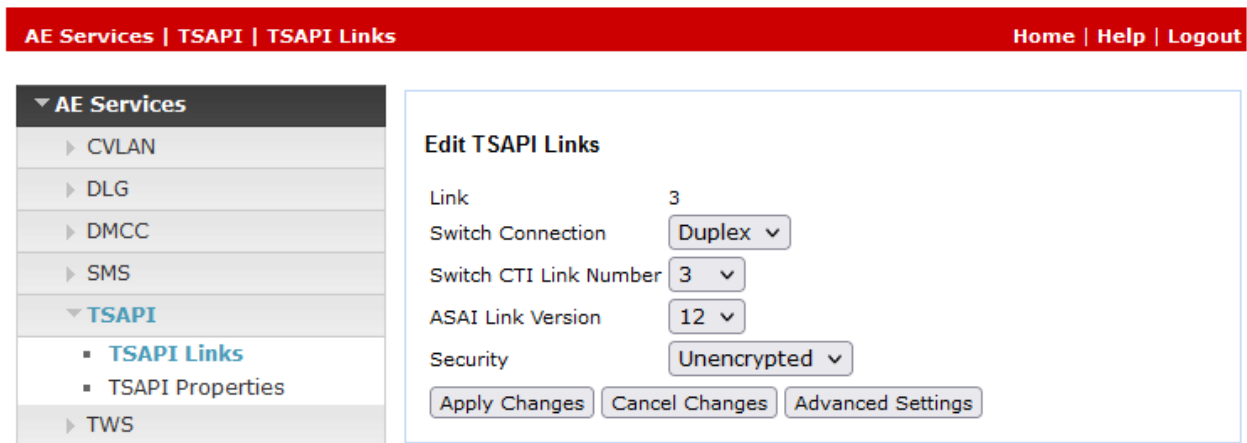 AE Services | TSAPI | TSAPI Links Home | Help | Logout
AE Services
CVLAN
DLG
DMCC
SMS
TSAPI
TSAPI Links
TSAPI Properties
TWS
Edit TSAPI Links
Link 3
Switch Connection Duplex
Switch CTI Link Number 3
ASAI Link Version 12
Security Unencrypted
Apply Changes Cancel Changes Advanced Settings